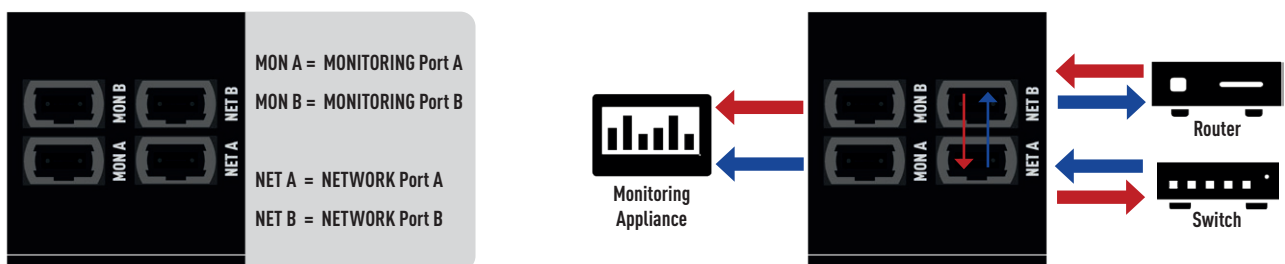 MON B
NET B
MON A
NET A
MON A = MONITORING Port A
MON B = MONITORING Port B
NET A = NETWORK Port A
NET B = NETWORK Port B
Monitoring
Appliance
MON B
NET B
MON A
NET A
Router
Switch